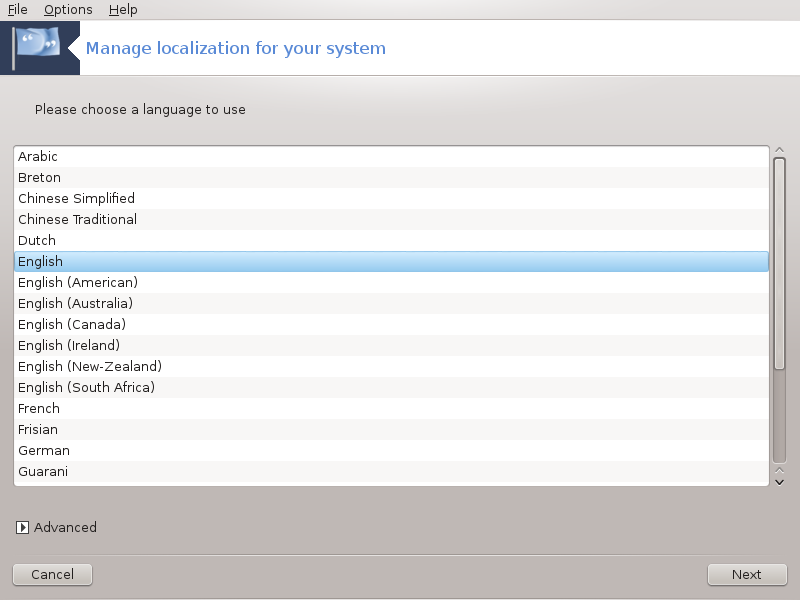 File Options Help
Manage localization for your system
Please choose a language to use
Arabic
Breton
Chinese Simplified
Chinese Traditional
Dutch
English
English (American)
English (Australia)
English (Canada)
English (Ireland)
English (New-Zealand)
English (South Africa)
French
Frisian
German
Guarani
Advanced
Cancel Next